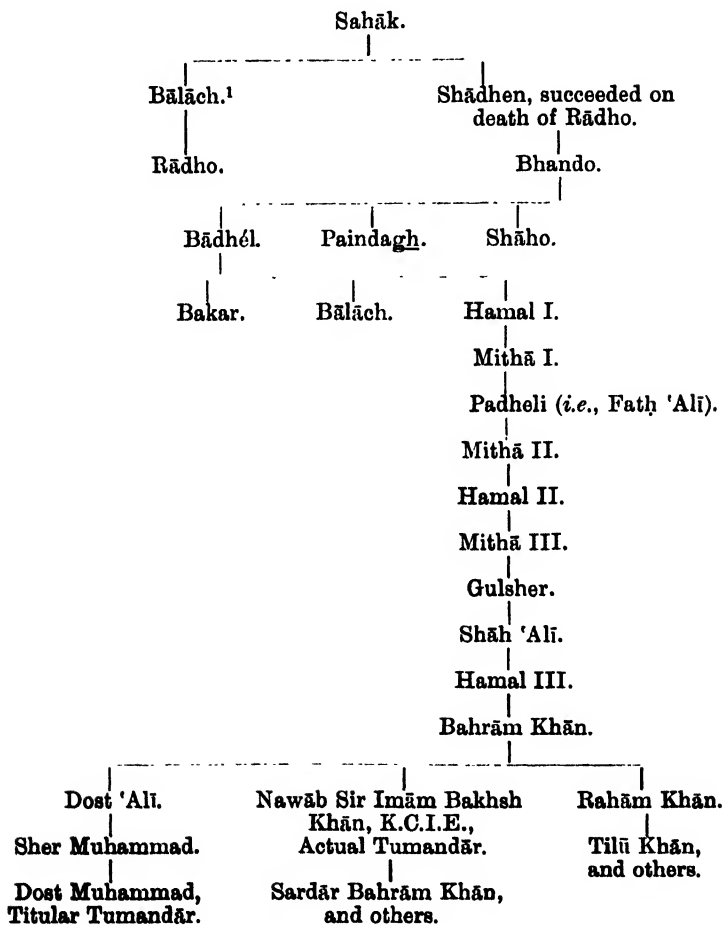 Sahāk.
Bālāch.¹ Shādhen, succeeded on
death of Rādho.
Rādho. Bhando.
Bādhél. Paindagh. Shāho.
Bakar. Bālāch. Hamal I.
Mithā I.
Padheli (i.e., Fatḥ ‘Alī).
Mithā II.
Hamal II.
Mithā III.
Gulsher.
Shāh ‘Alī.
Hamal III.
Bahrām Khān.
Dost ‘Alī. Nawāb Sir Imām Bakhsh Rahām Khān.
Khān, K.C.I.E.,
Sher Muḥammad. Actual Tumandār. Tilū Khān,
and others.
Dost Muḥammad, Sardār Bahrām Khān,
Titular Tumandār. and others.